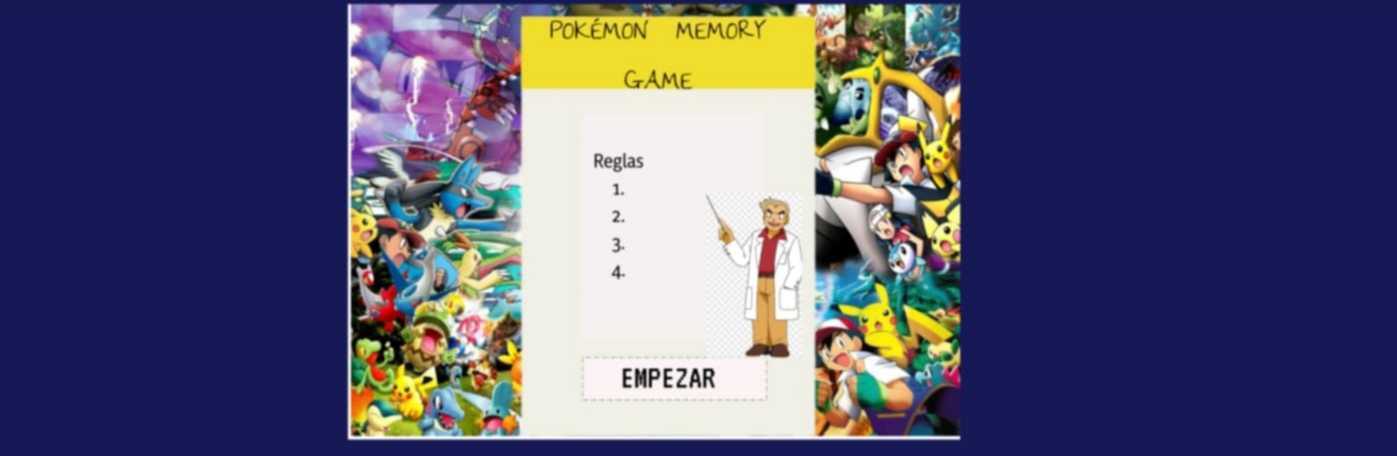 POKÉMON MEMORY
GAME
Reglas
1.
2.
3.
4.
EMPEZAR